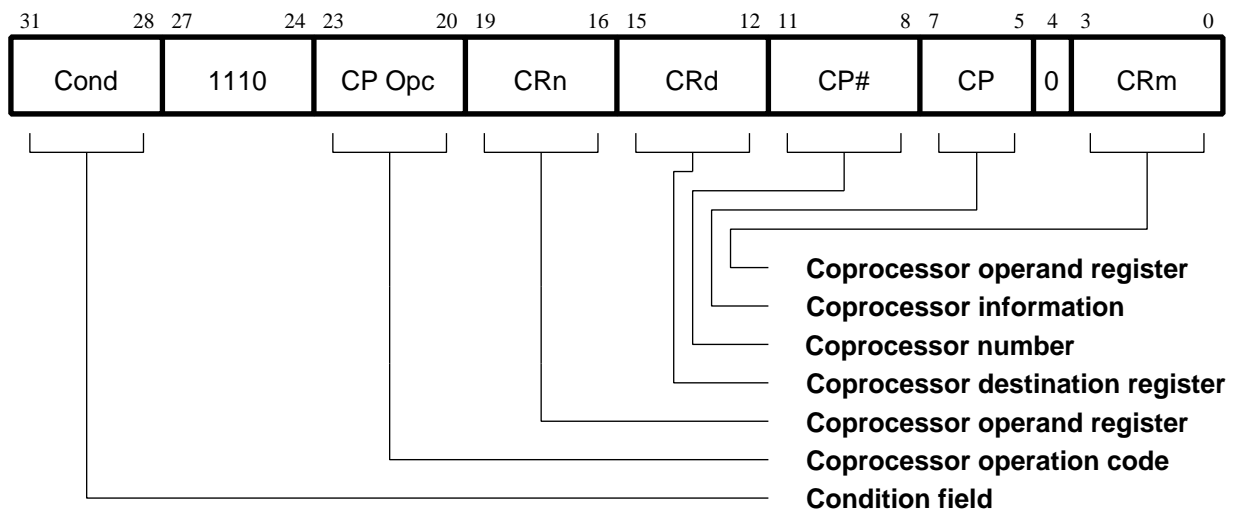 31 28 27 24 23 20 19 16 15 12 11 8 7 5 4 3 0
Cond 1110 CP Opc CRn CRd CP# CP 0 CRm
Coprocessor operand register
Coprocessor information
Coprocessor number
Coprocessor destination register
Coprocessor operand register
Coprocessor operation code
Condition field